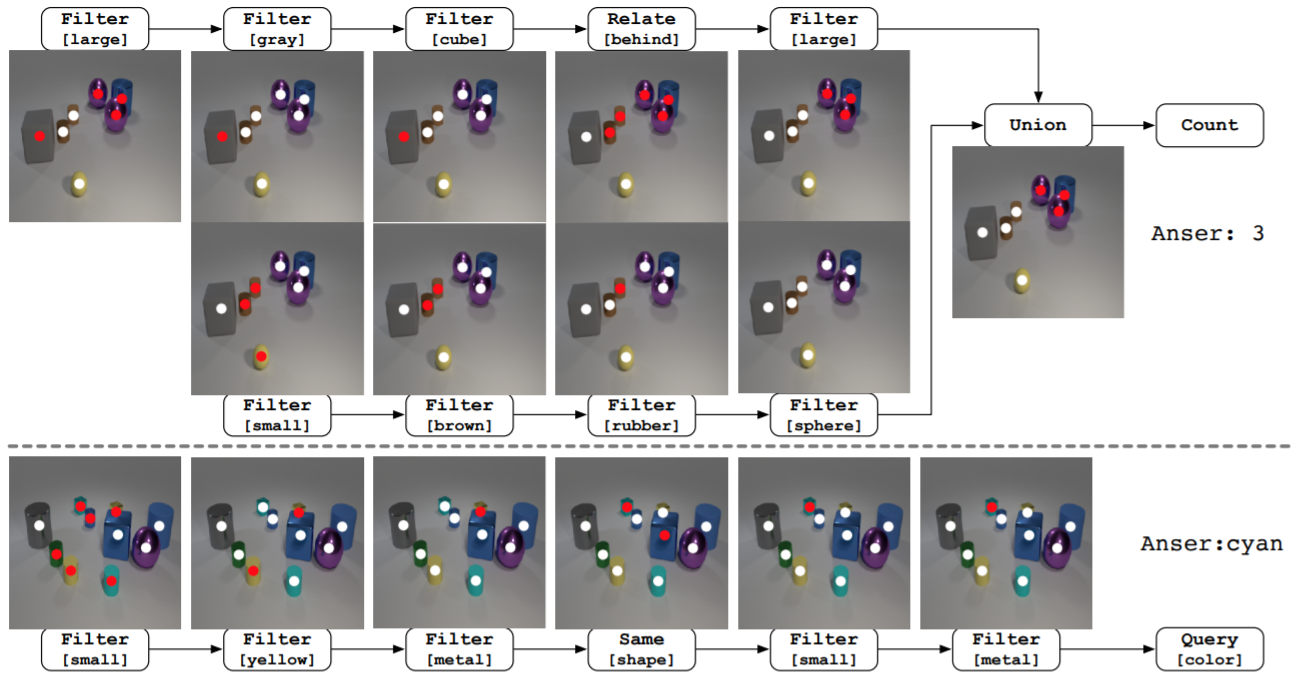 Filter
[large]
Filter
[gray]
Filter
[cube]
Relate
[behind]
Filter
[large]
Union
Count
Anser: 3
Filter
[small]
Filter
[brown]
Filter
[rubber]
Filter
[sphere]
Anser:cyan
Filter
[small]
Filter
[yellow]
Filter
[metal]
Same
[shape]
Filter
[small]
Filter
[metal]
Query
[color]